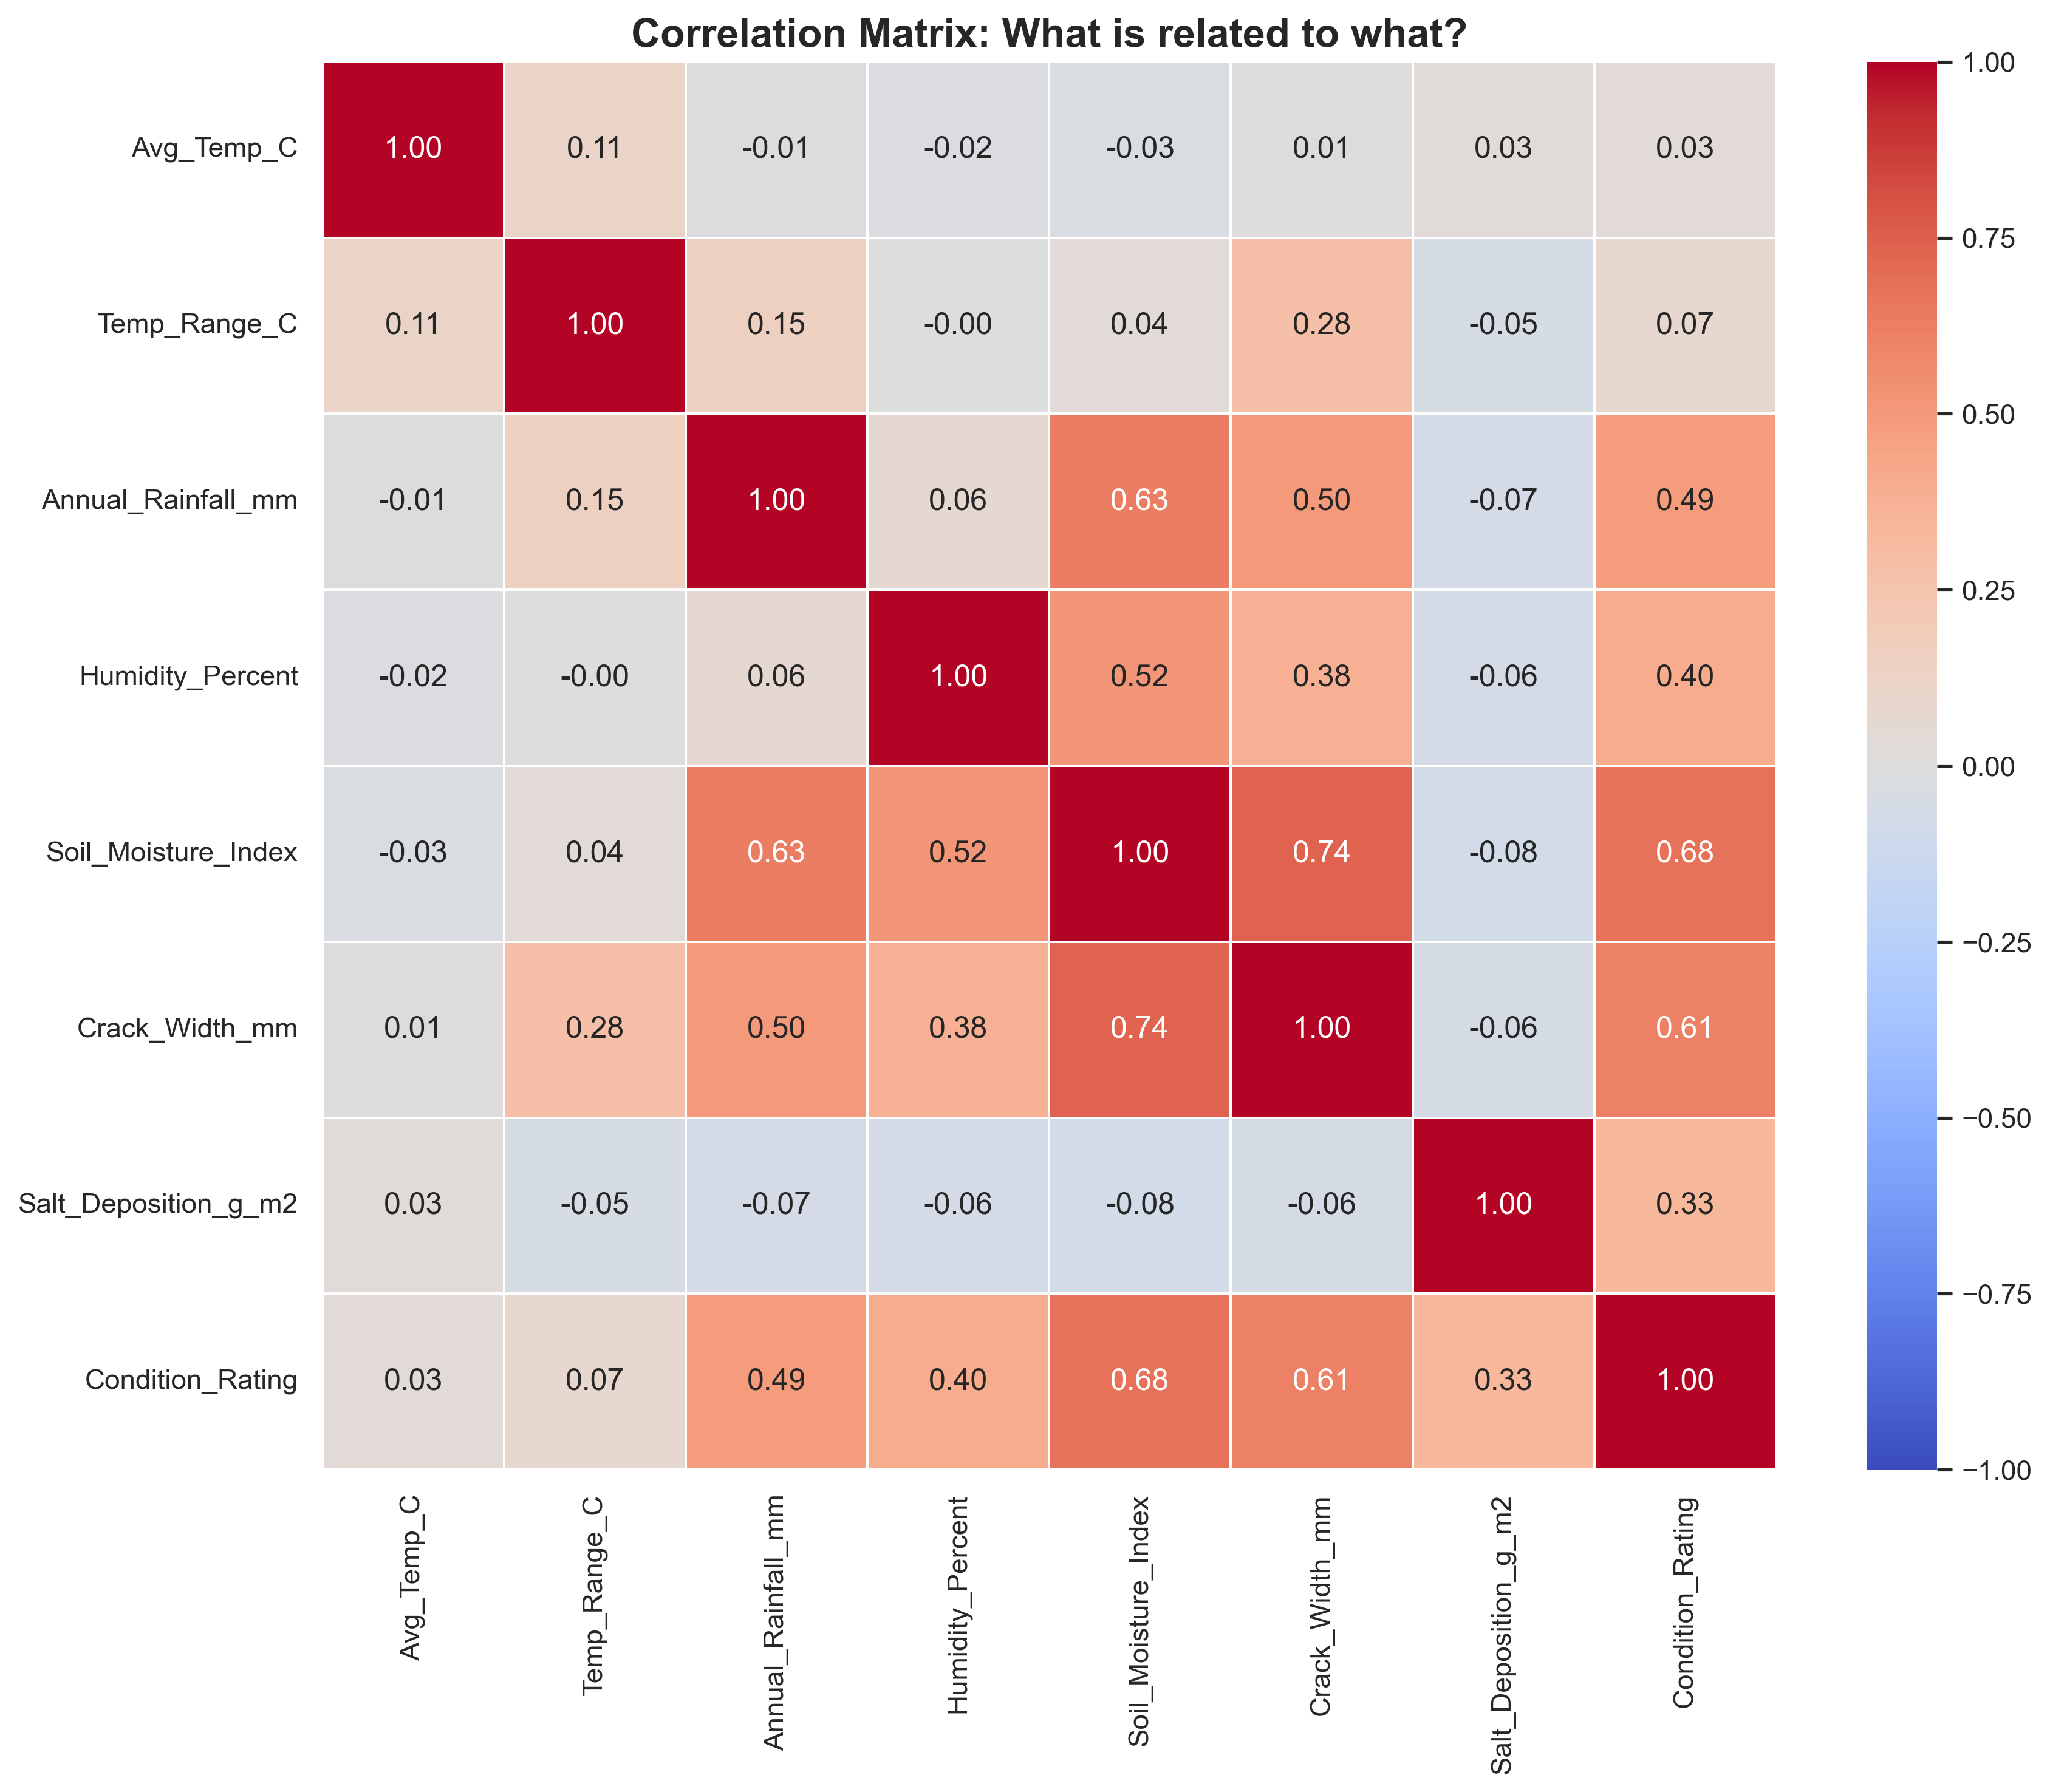 Correlation Matrix: What is related to what?
Avg_Temp_C 1.00 0.11 -0.01 -0.02 -0.03 0.01 0.03 0.03
Temp_Range_C 0.11 1.00 0.15 -0.00 0.04 0.28 -0.05 0.07
Annual_Rainfall_mm -0.01 0.15 1.00 0.06 0.63 0.50 -0.07 0.49
Humidity_Percent -0.02 -0.00 0.06 1.00 0.52 0.38 -0.06 0.40
Soil_Moisture_Index -0.03 0.04 0.63 0.52 1.00 0.74 -0.08 0.68
Crack_Width_mm 0.01 0.28 0.50 0.38 0.74 1.00 -0.06 0.61
Salt_Deposition_g_m2 0.03 -0.05 -0.07 -0.06 -0.08 -0.06 1.00 0.33
Condition_Rating 0.03 0.07 0.49 0.40 0.68 0.61 0.33 1.00
Avg_Temp_C
Temp_Range_C
Annual_Rainfall_mm
Humidity_Percent
Soil_Moisture_Index
Crack_Width_mm
Salt_Deposition_g_m2
Condition_Rating
1.00
0.75
0.50
0.25
0.00
−0.25
−0.50
−0.75
−1.00